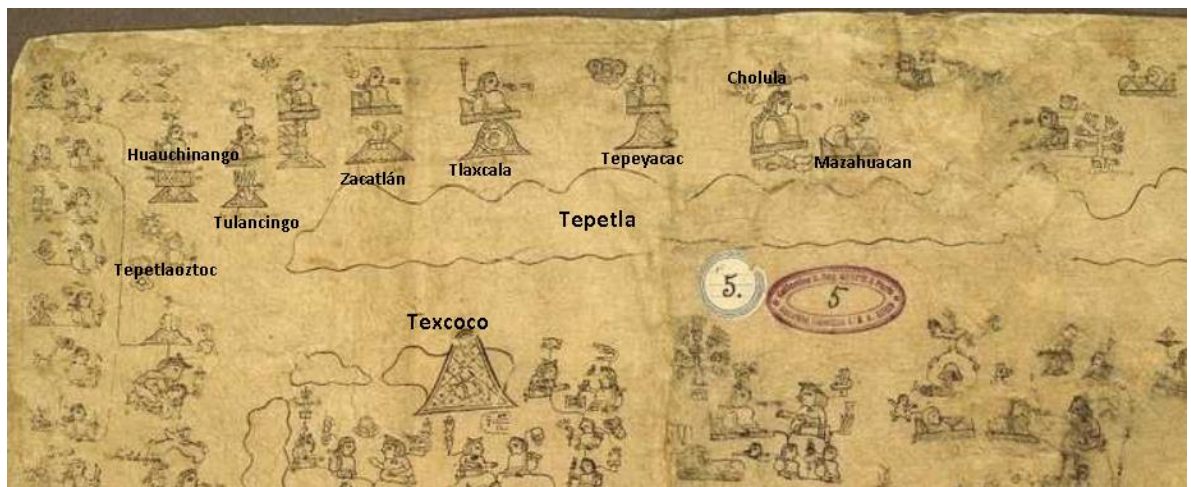 Cholula
Huauchinango
Zacatlán
Tlaxcala
Tepeyacac
Mazahuacan
Tulancingo
Tepetla
Tepetlaoztoc
5.
5
Texcoco